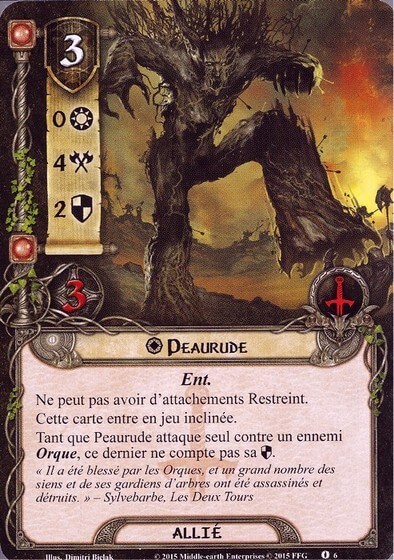 3
0
4
2
3
PEAURUDE
Ent.
Ne peut pas avoir d'attachements Restreint.
Cette carte entre en jeu inclinée.
Tant que Peaurude attaque seul contre un ennemi
Orque, ce dernier ne compte pas sa
« Il a été blessé par les Orques, et un grand nombre des
siens et de ses gardiens d'arbres ont été assassinés et
détruits. » – Sylvebarbe, Les Deux Tours
ALLIÉ
Illus. Dimitri Bielak © 2015 Middle-earth Enterprises © 2015 FFG 6